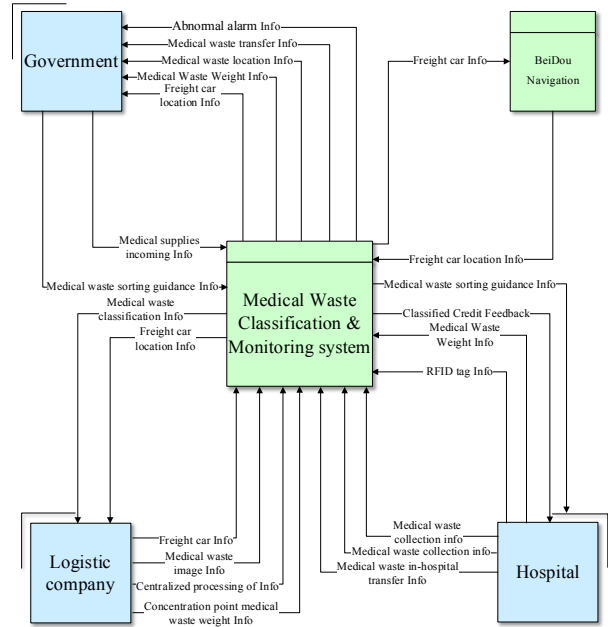 Abnormal alarm Info
Medical waste transfer Info
Medical waste location Info
Medical Waste Weight Info
Freight car
location Info
Government
Freight car Info
BeiDou
Navigation
Medical supplies
incoming Info
Freight car location Info
Medical waste sorting guidance Info
Medical waste sorting guidance Info
Medical waste
classification Info
Freight car
location Info
Medical Waste
Classification &
Monitoring system
Classified Credit Feedback
Medical Waste
Weight Info
RFID tag Info
Logistic
company
Freight car Info
Medical waste
image Info
Centralized processing of Info
Concentration point medical
waste weight Info
Medical waste
collection info
Medical waste collection info
Medical waste in-hospital
transfer Info
Hospital